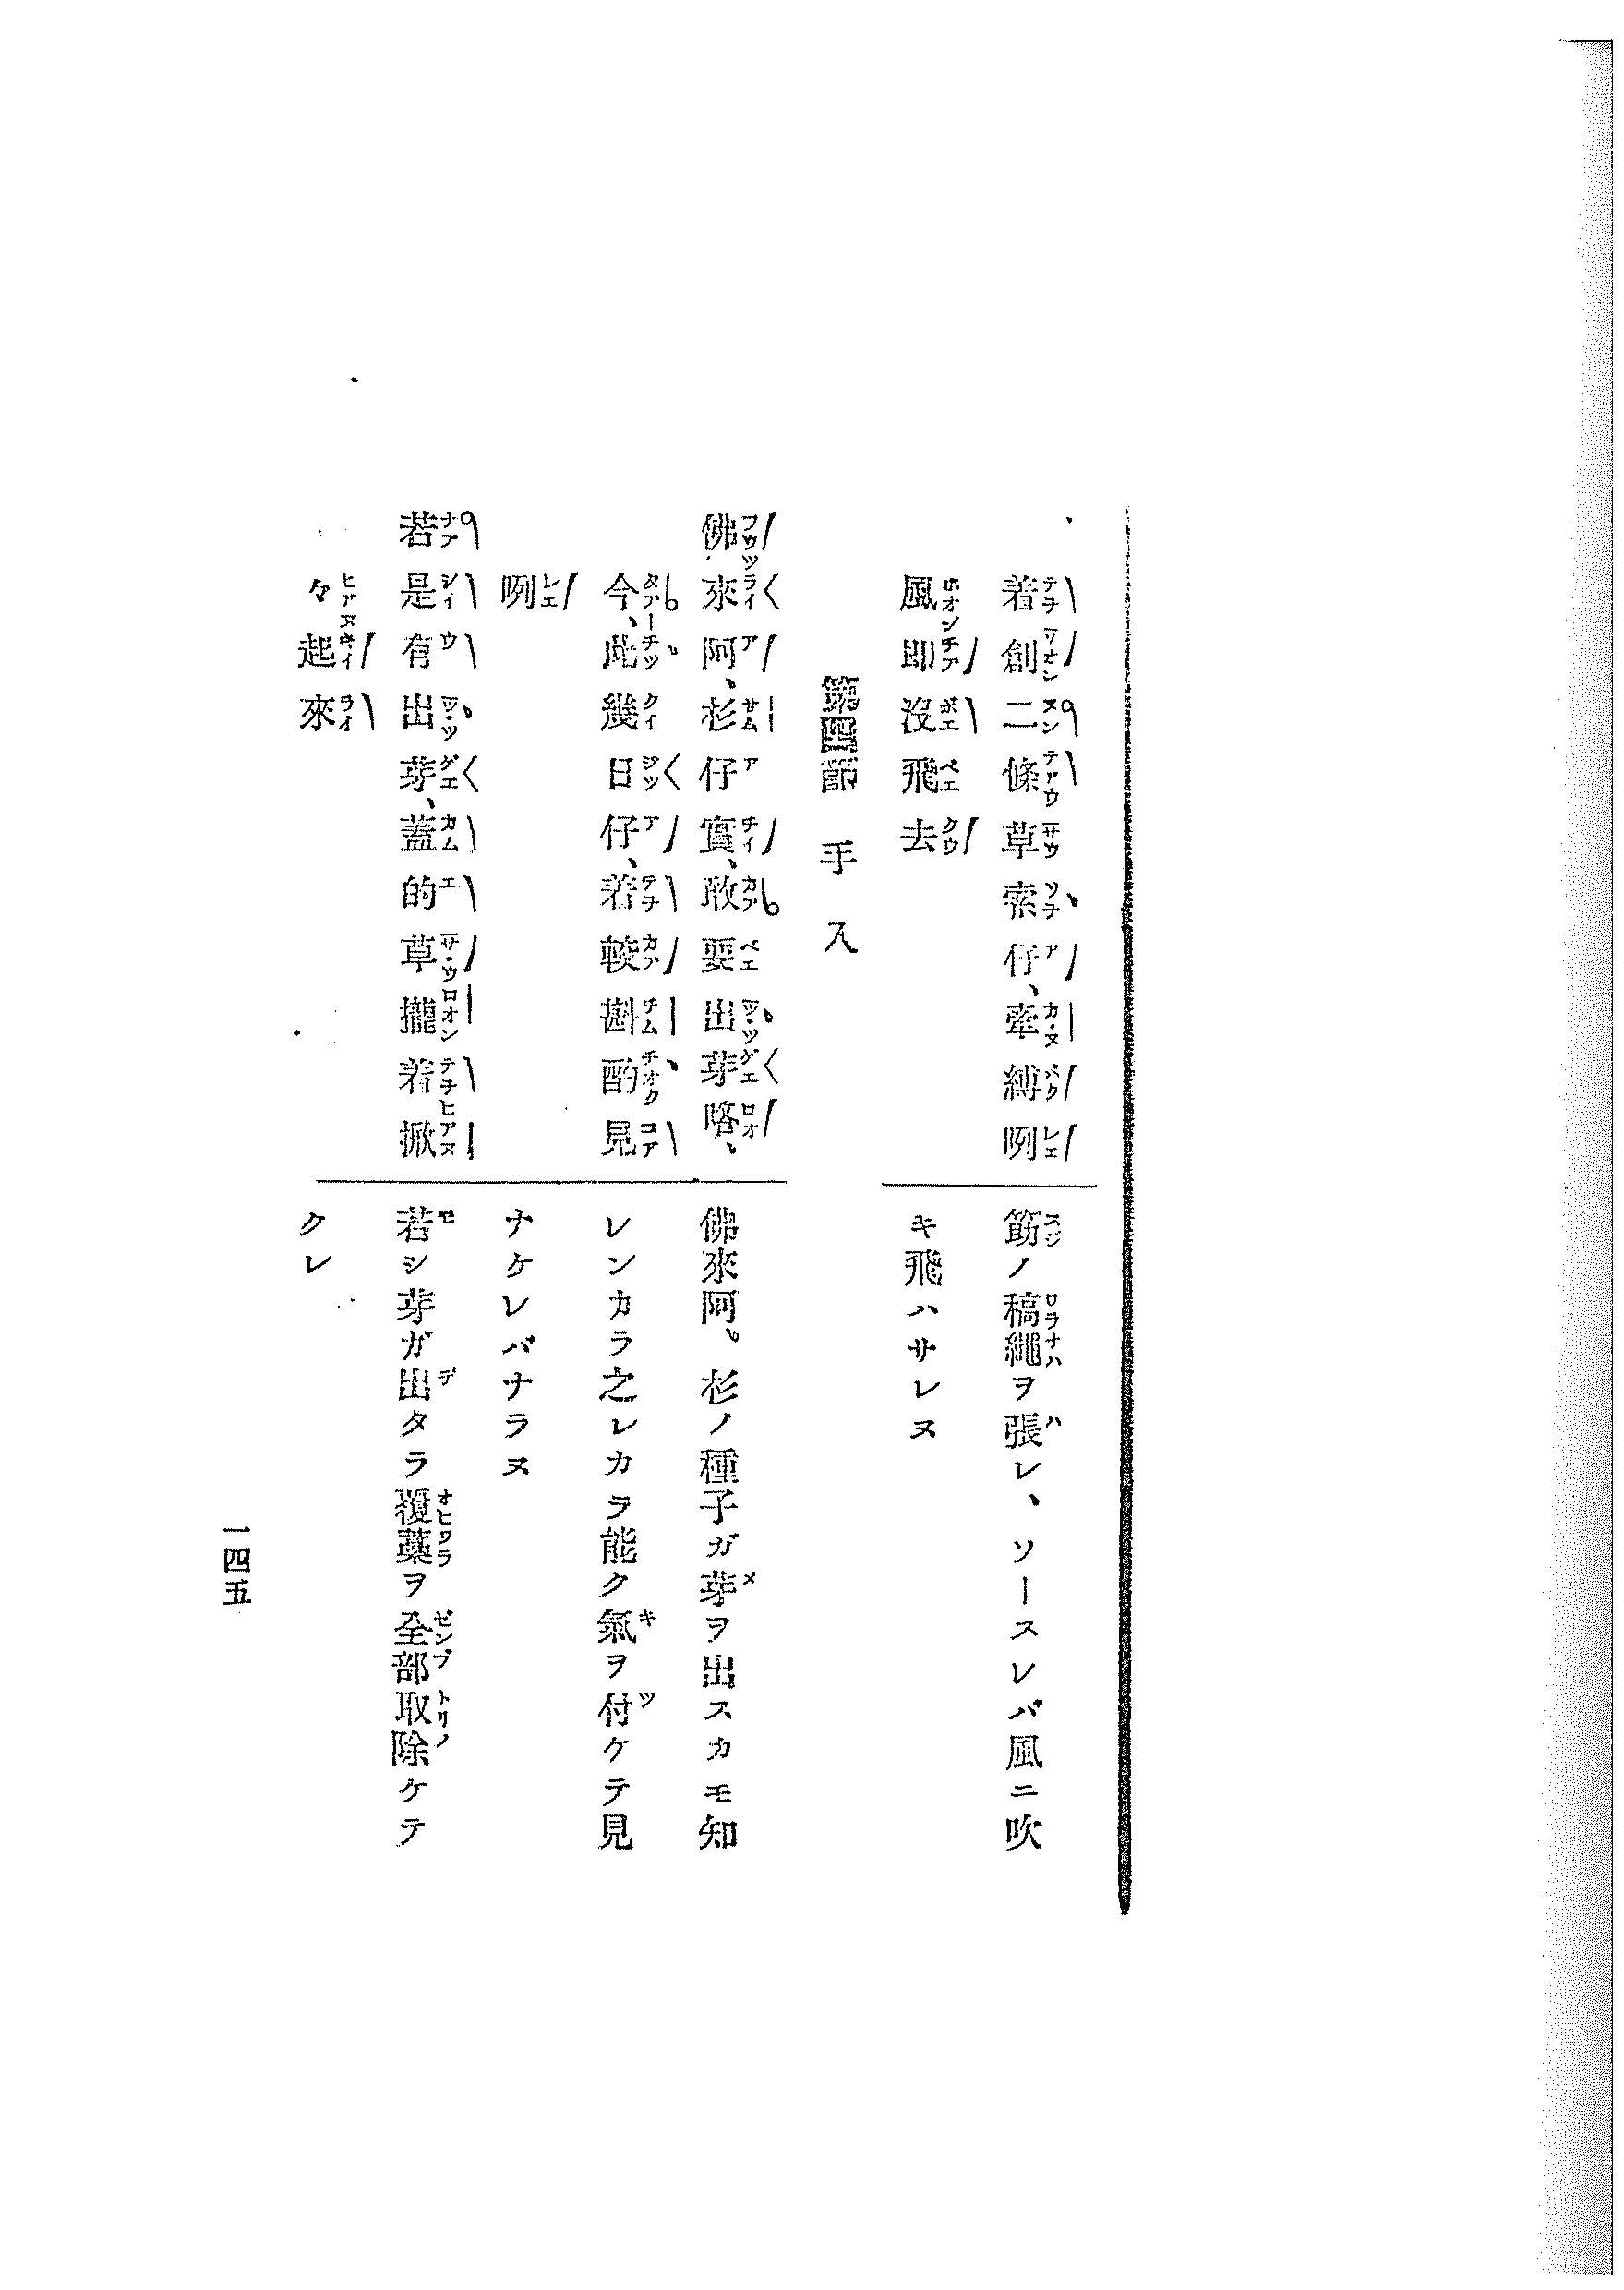 着創二條草索仔、牽縛咧
風即沒飛去
筋ノ稿繩ヲ張レ、ソースレバ風ニ吹
キ飛ハサレヌ
第四節 手入
佛來阿、杉仔實、敢要出芽咯、
今、此幾日仔、着較斟酌見
咧
佛來阿。杉ノ種子ガ芽ヲ出スカモ知
レンカラ之レカラ能ク氣ヲ付ケテ見
ナケレバナラヌ
若是有出芽、蓋的草攏着掀
々起來
若シ芽ガ出タラ覆藁ヲ全部取除ケテ
クレ
一四五